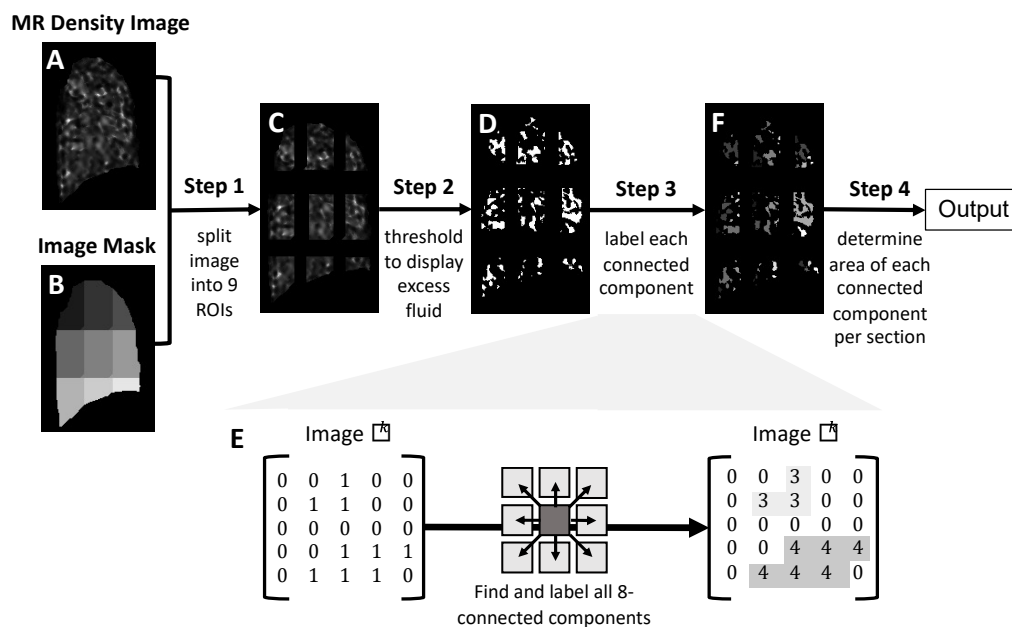 MR Density Image
A
Image Mask
B
Step 1
split
image
into 9
ROIs
C
Step 2
threshold
to display
excess
fluid
D
Step 3
label each
connected
component
F
Step 4
determine
area of each
connected
component
per section
Output
E
Image
0 0 1 0 0
0 1 1 0 0
0 0 0 0 0
0 0 1 1 1
0 1 1 1 0
Find and label all 8-
connected components
Image
0 0 3 0 0
0 3 3 0 0
0 0 0 0 0
0 0 4 4 4
0 4 4 4 0